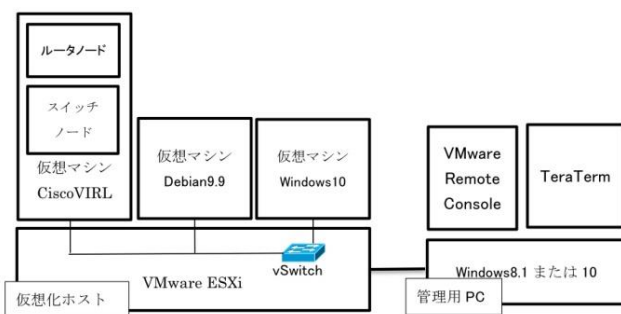 ルータノード
スイッチ
ノード
仮想マシン
CiscoVIRL
仮想マシン
Debian9.9
仮想マシン
Windows10
VMware
Remote
Console
TeraTerm
vSwitch
VMware ESXi
仮想化ホスト
Windows8.1 または 10
管理用 PC